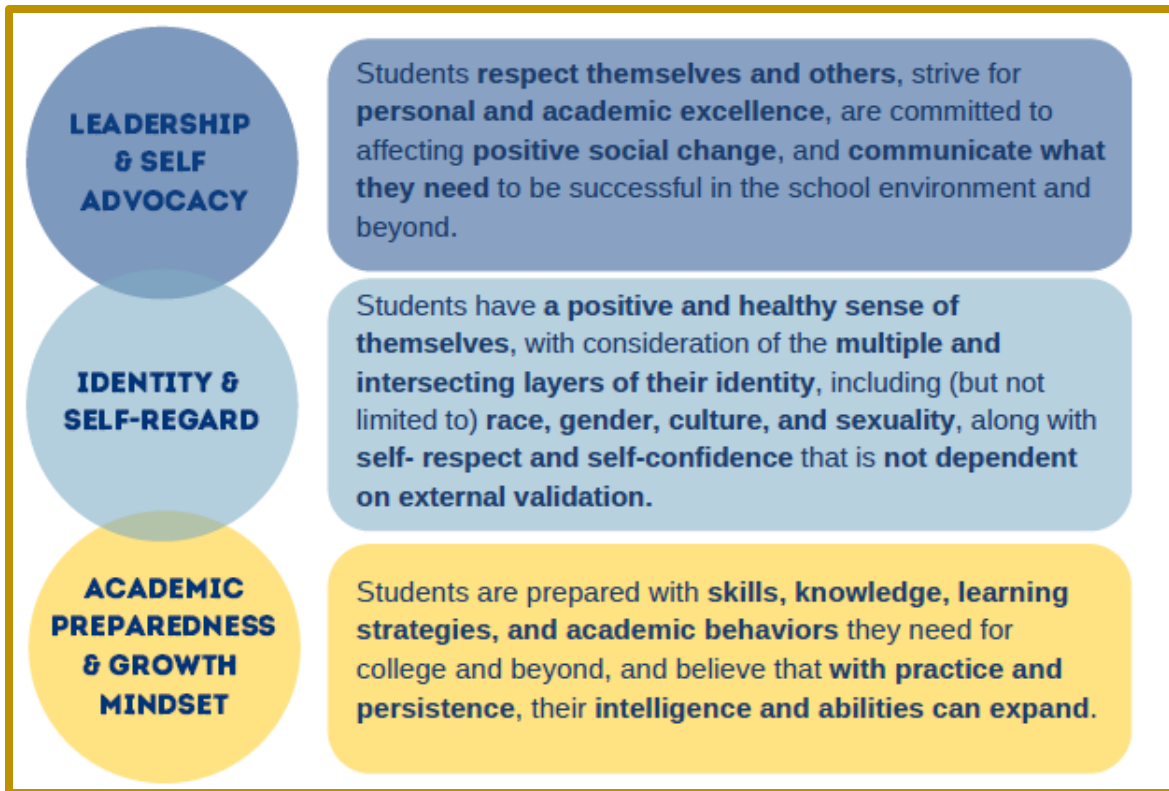 LEADERSHIP
& SELF
ADVOCACY
Students respect themselves and others, strive for
personal and academic excellence, are committed to
affecting positive social change, and communicate what
they need to be successful in the school environment and
beyond.
IDENTITY &
SELF-REGARD
Students have a positive and healthy sense of
themselves, with consideration of the multiple and
intersecting layers of their identity, including (but not
limited to) race, gender, culture, and sexuality, along with
self- respect and self-confidence that is not dependent
on external validation.
ACADEMIC
PREPAREDNESS
& GROWTH
MINDSET
Students are prepared with skills, knowledge, learning
strategies, and academic behaviors they need for
college and beyond, and believe that with practice and
persistence, their intelligence and abilities can expand.